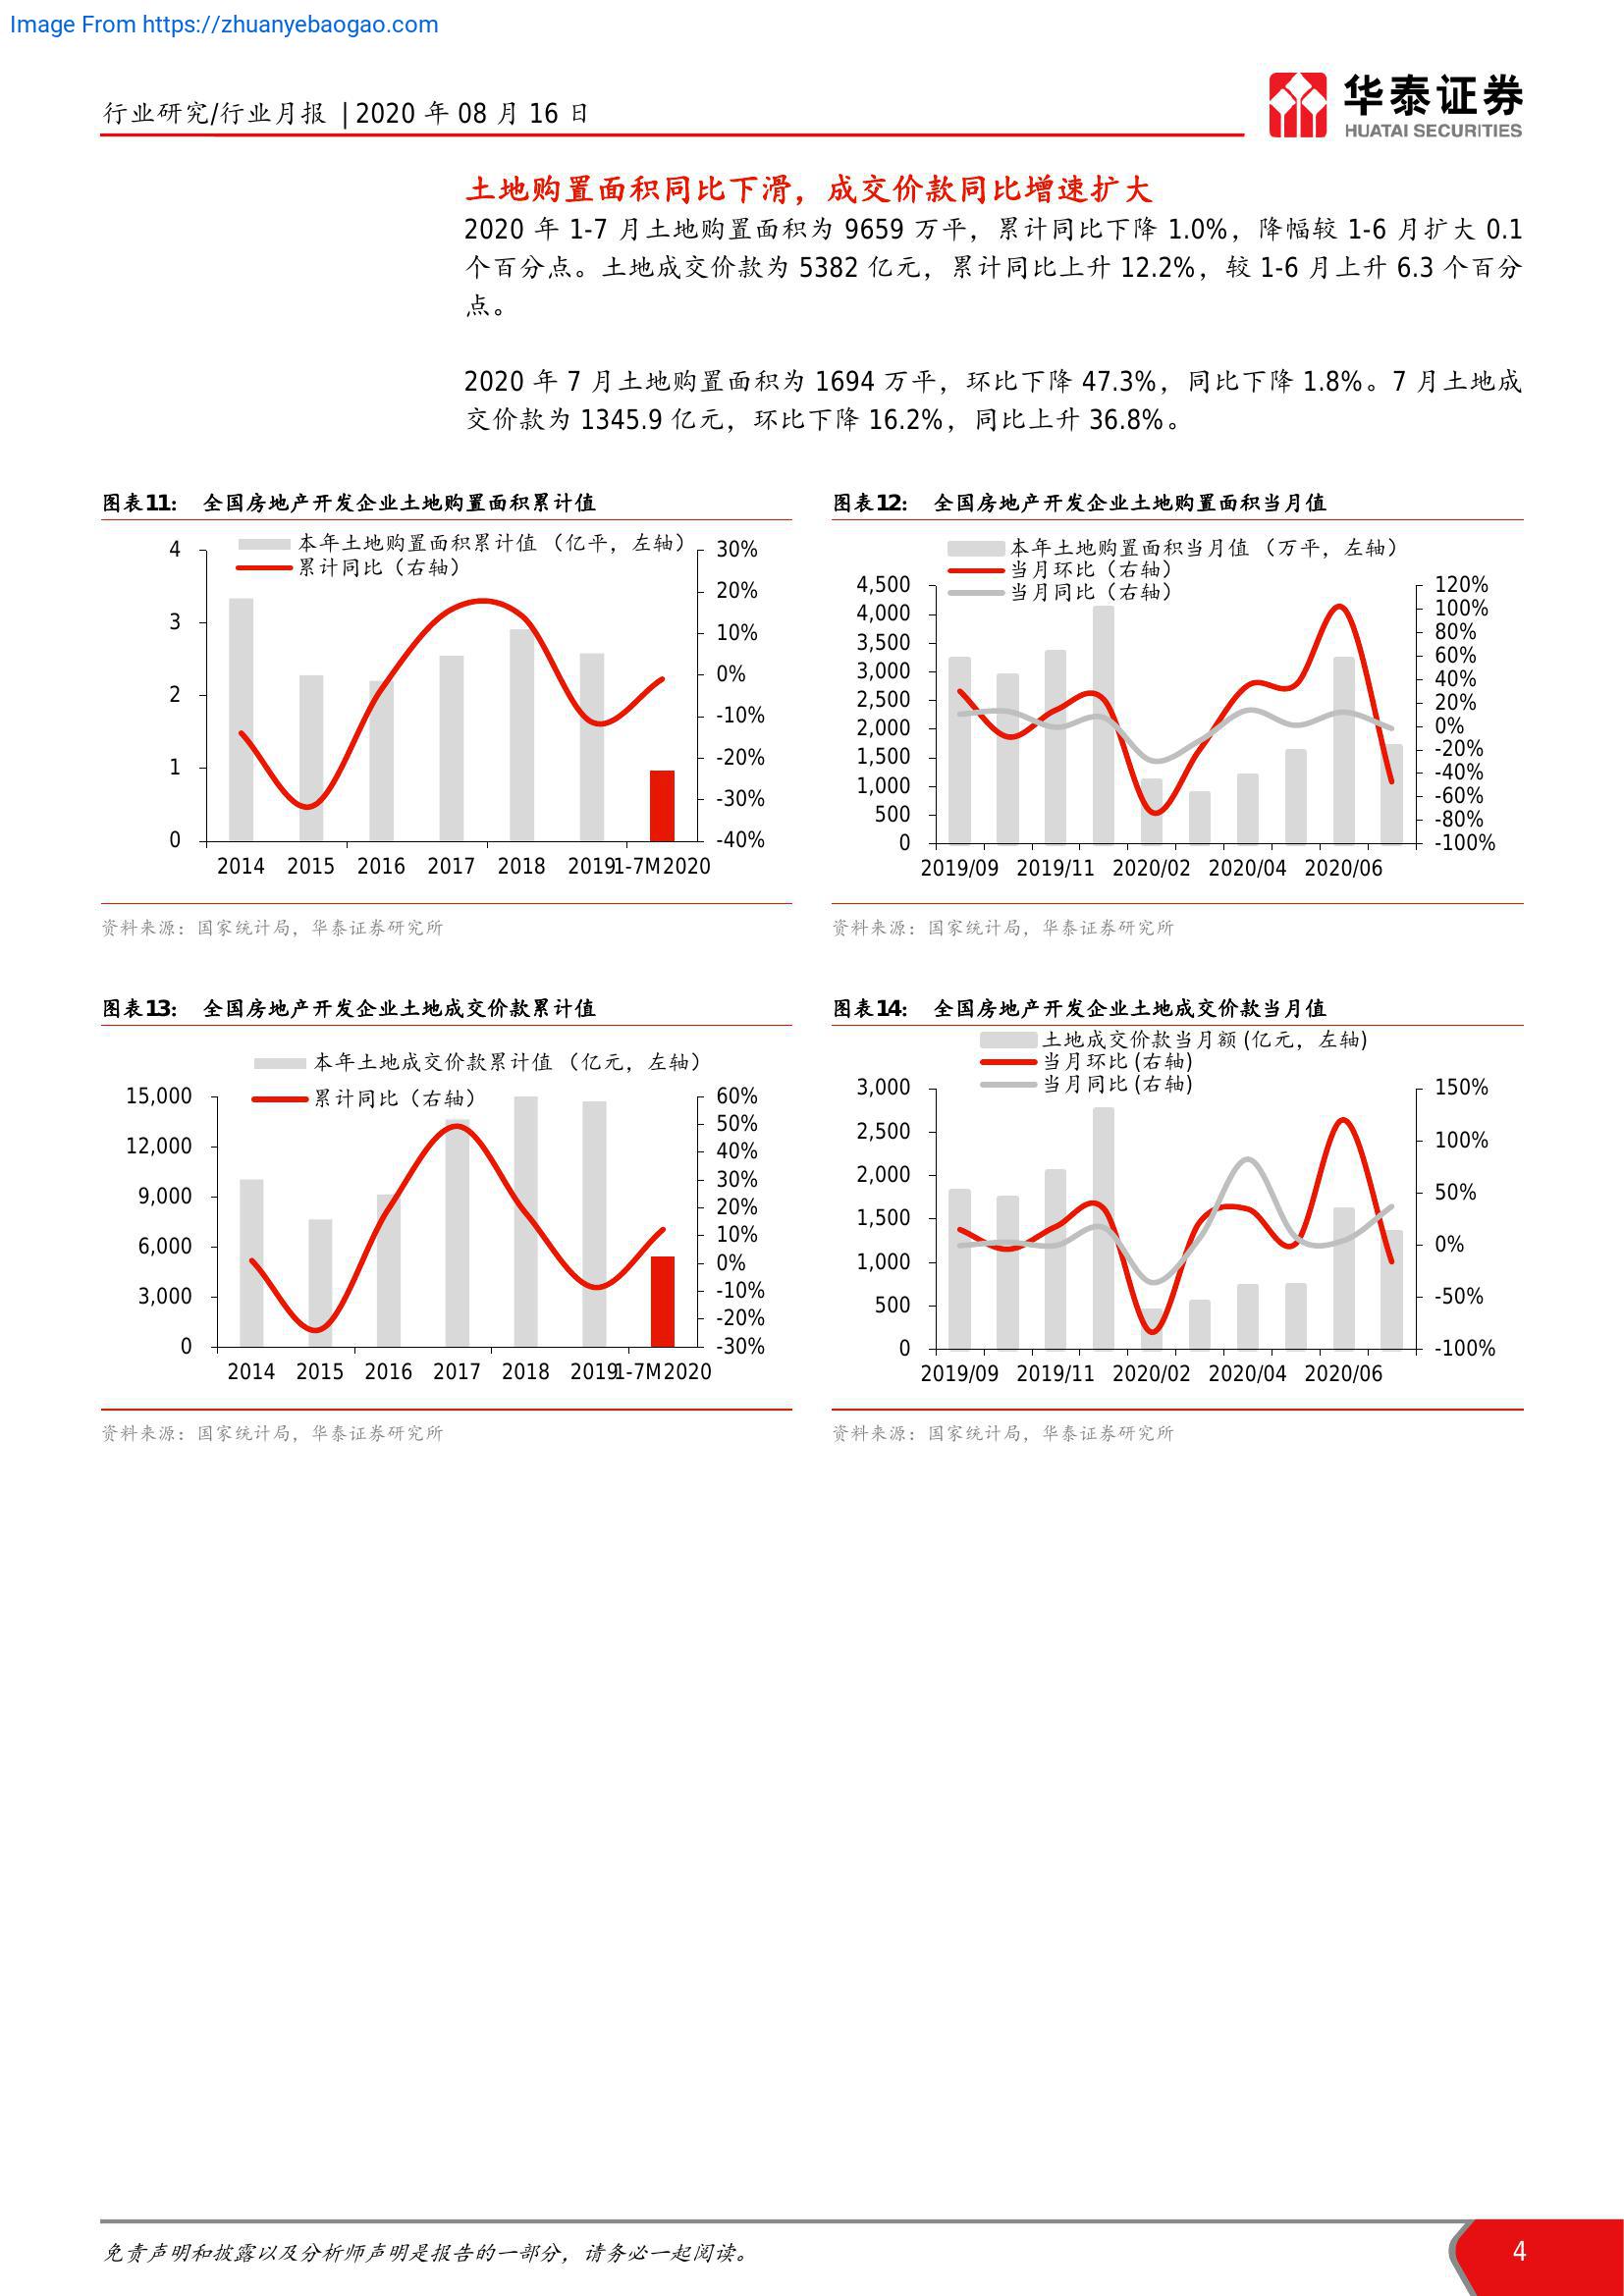 Image From https://zhuanyebaogao.com
行业研究/行业月报 | 2020 年 08 月 16 日
华泰证券
HUATAI SECURITIES
土地购置面积同比下滑，成交价款同比增速扩大
2020 年 1-7 月土地购置面积为 9659 万平，累计同比下降 1.0%，降幅较 1-6 月扩大 0.1
个百分点。土地成交价款为 5382 亿元，累计同比上升 12.2%，较 1-6 月上升 6.3 个百分
点。
2020 年 7 月土地购置面积为 1694 万平，环比下降 47.3%，同比下降 1.8%。7 月土地成
交价款为 1345.9 亿元，环比下降 16.2%，同比上升 36.8%。
图表11: 全国房地产开发企业土地购置面积累计值
本年土地购置面积累计值（亿平，左轴）
累计同比（右轴）
4
3
2
1
0
30%
20%
10%
0%
-10%
-20%
-30%
-40%
2014 2015 2016 2017 2018 2019 1-7M2020
资料来源：国家统计局，华泰证券研究所
图表12: 全国房地产开发企业土地购置面积当月值
本年土地购置面积当月值（万平，左轴）
当月环比（右轴）
当月同比（右轴）
4,500
4,000
3,500
3,000
2,500
2,000
1,500
1,000
500
0
120%
100%
80%
60%
40%
20%
0%
-20%
-40%
-60%
-80%
-100%
2019/09 2019/11 2020/02 2020/04 2020/06
资料来源：国家统计局，华泰证券研究所
图表13: 全国房地产开发企业土地成交价款累计值
本年土地成交价款累计值（亿元，左轴）
累计同比（右轴）
15,000
12,000
9,000
6,000
3,000
0
60%
50%
40%
30%
20%
10%
0%
-10%
-20%
-30%
2014 2015 2016 2017 2018 2019 1-7M2020
资料来源：国家统计局，华泰证券研究所
图表14: 全国房地产开发企业土地成交价款当月值
土地成交价款当月额(亿元，左轴)
当月环比(右轴)
当月同比(右轴)
3,000
2,500
2,000
1,500
1,000
500
0
150%
100%
50%
0%
-50%
-100%
2019/09 2019/11 2020/02 2020/04 2020/06
资料来源：国家统计局，华泰证券研究所
免责声明和披露以及分析师声明是报告的一部分，请务必一起阅读。
4